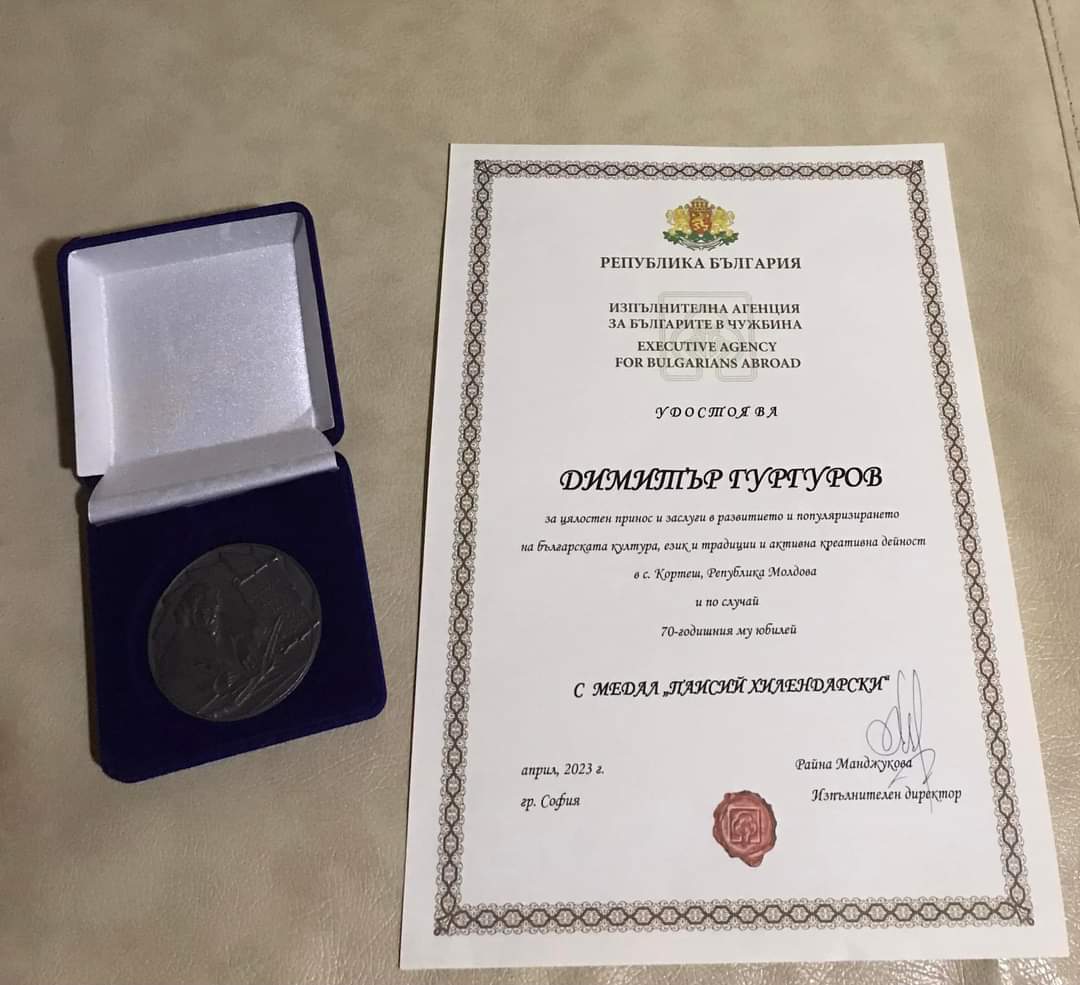 РЕПУБЛИКА БЪЛГАРИЯ
ИЗПЪЛНИТЕЛНА АГЕНЦИЯ
ЗА БЪЛГАРИТЕ В ЧУЖБИНА
EXECUTIVE AGENCY
FOR BULGARIANS ABROAD
УДОСТОЯВА
ДИМИТЪР ГУРГУРОВ
за цялостен принос и заслуги в развитието и популяризирането
на българската култура, език и традиции и активна креативна дейност
в с. Кортеш, Република Молдова
и по случай
70-годишния му юбилей
С МЕДАЛ „ПАИСИЙ ХИЛЕНДАРСКИ“
април, 2023 г.
Райна Манджукова
гр. София
Изпълнителен директор